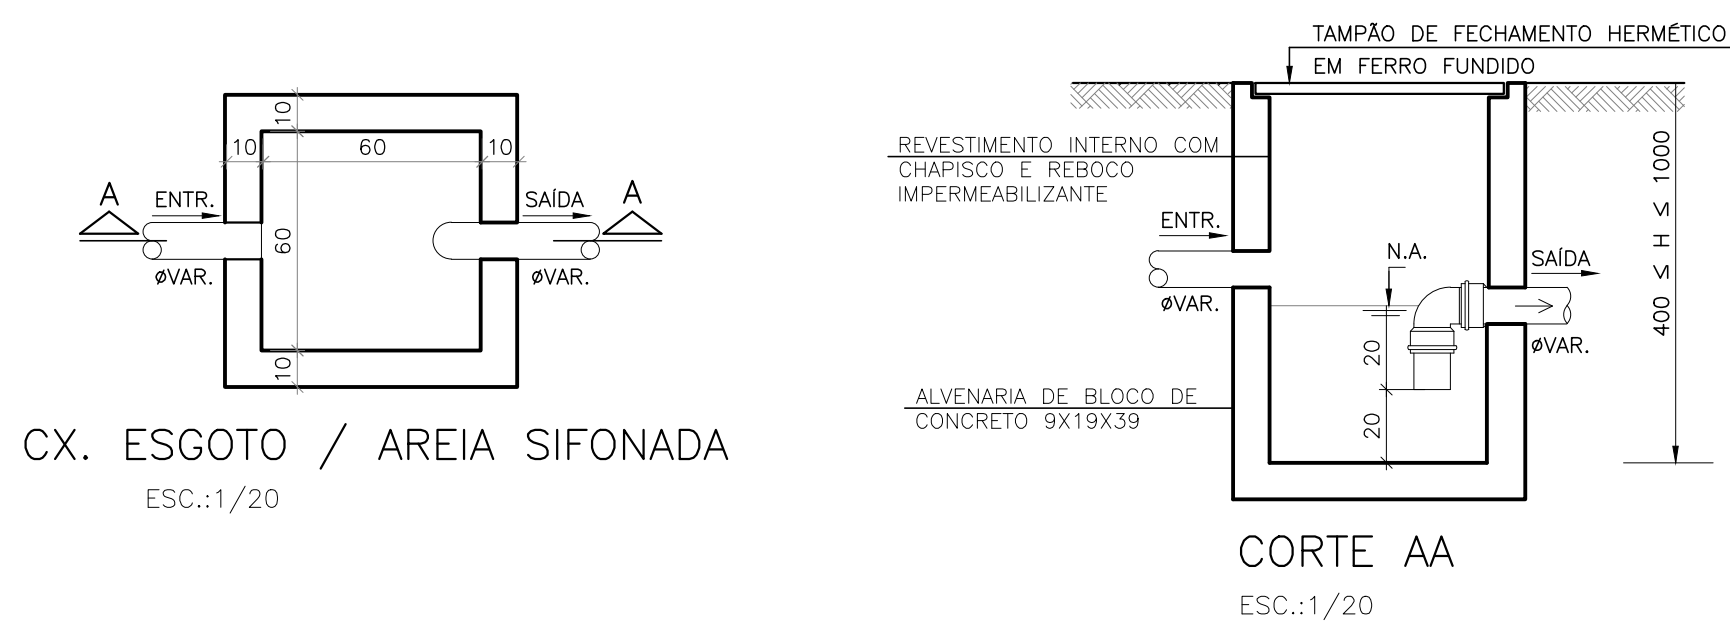 10
10 60 10
A A
ENTR. SAÍDA
60
ØVAR. ØVAR.
10
CX. ESGOTO / AREIA SIFONADA
ESC.:1/20
TAMPÃO DE FECHAMENTO HERMÉTICO
EM FERRO FUNDIDO
REVESTIMENTO INTERNO COM
CHAPISCO E REBOCO
IMPERMEABILIZANTE
ENTR.
N.A.
SAÍDA
ØVAR.
ØVAR.
400 ≤ H ≤ 1000
20
20
ALVENARIA DE BLOCO DE
CONCRETO 9X19X39
CORTE AA
ESC.:1/20